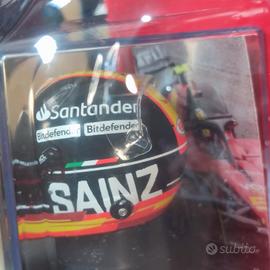 Santander
Bitdefender Bitdefender
SAINZ
subito